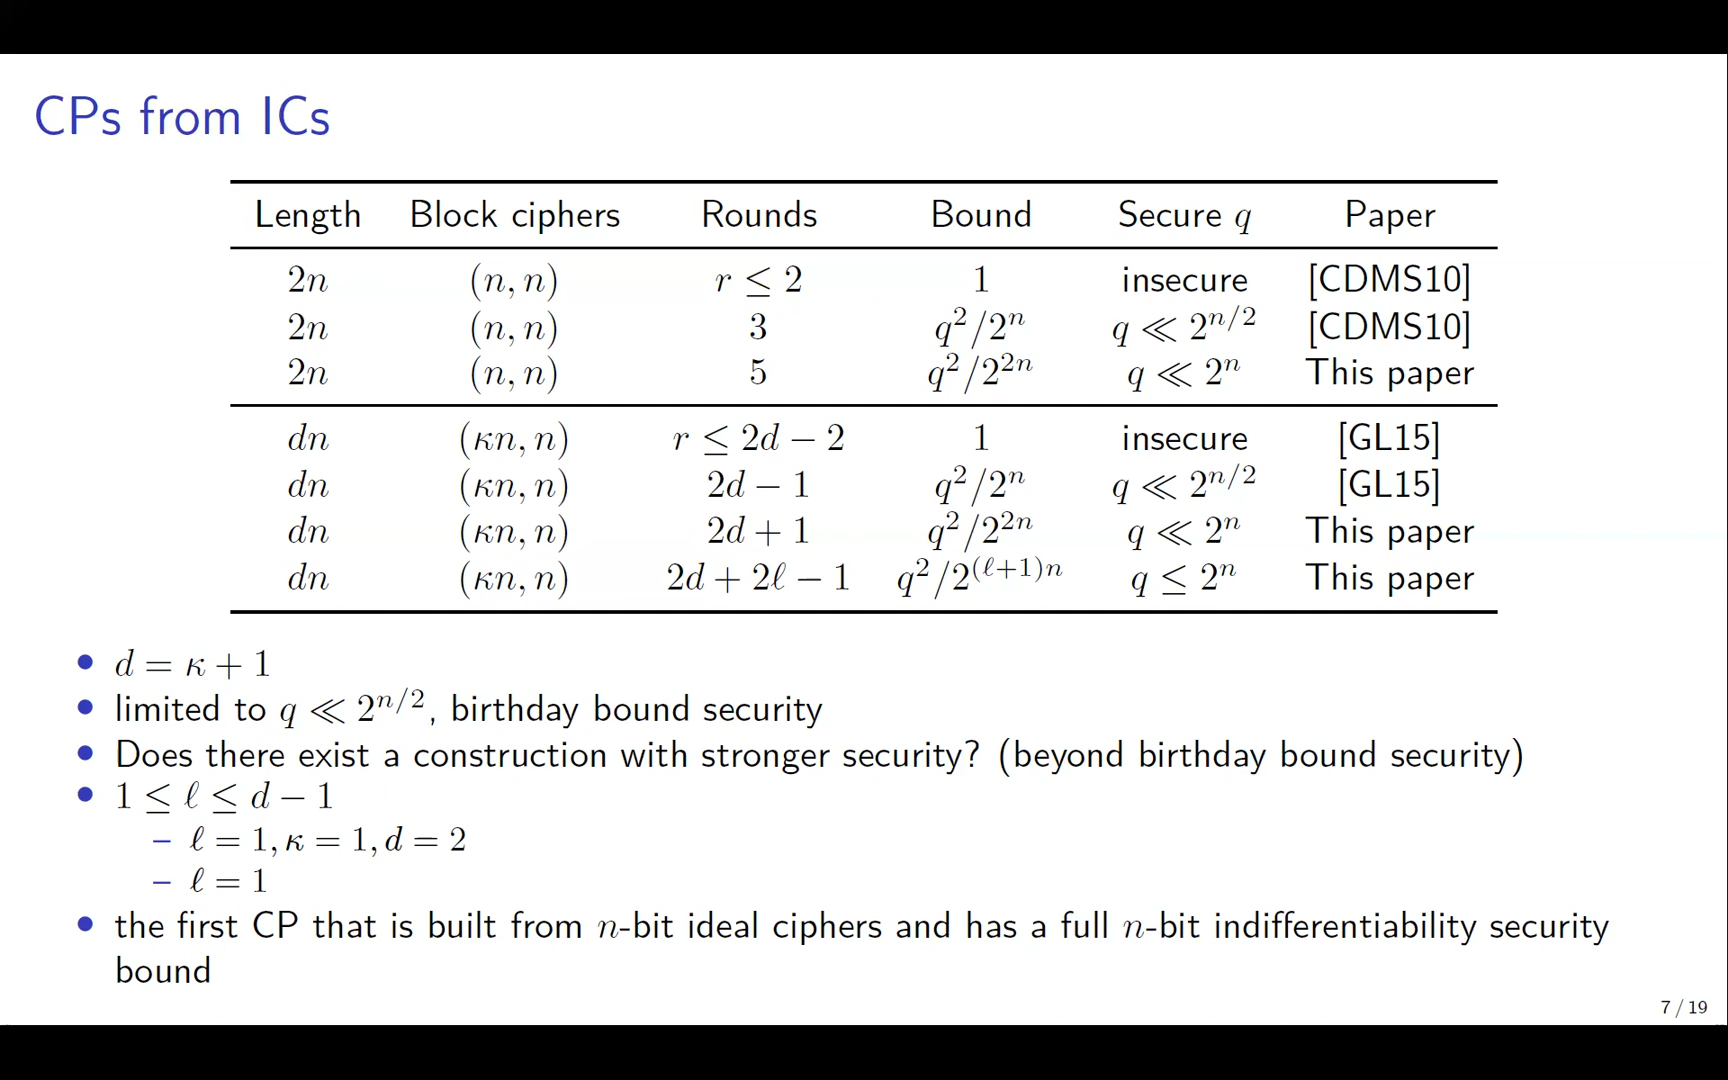 CPs from ICs
Length Block ciphers Rounds Bound Secure q Paper
2n (n, n) r ≤ 2 1 insecure [CDMS10]
2n (n, n) 3 q²/2ⁿ q ≪ 2^{n/2} [CDMS10]
2n (n, n) 5 q²/2^{2n} q ≪ 2ⁿ This paper
dn (κn, n) r ≤ 2d − 2 1 insecure [GL15]
dn (κn, n) 2d − 1 q²/2ⁿ q ≪ 2^{n/2} [GL15]
dn (κn, n) 2d + 1 q²/2^{2n} q ≪ 2ⁿ This paper
dn (κn, n) 2d + 2ℓ − 1 q²/2^{(ℓ+1)n} q ≤ 2ⁿ This paper
• d = κ + 1
• limited to q ≪ 2^{n/2}, birthday bound security
• Does there exist a construction with stronger security? (beyond birthday bound security)
• 1 ≤ ℓ ≤ d − 1
– ℓ = 1, κ = 1, d = 2
– ℓ = 1
• the first CP that is built from n-bit ideal ciphers and has a full n-bit indifferentiability security
bound
7 / 19